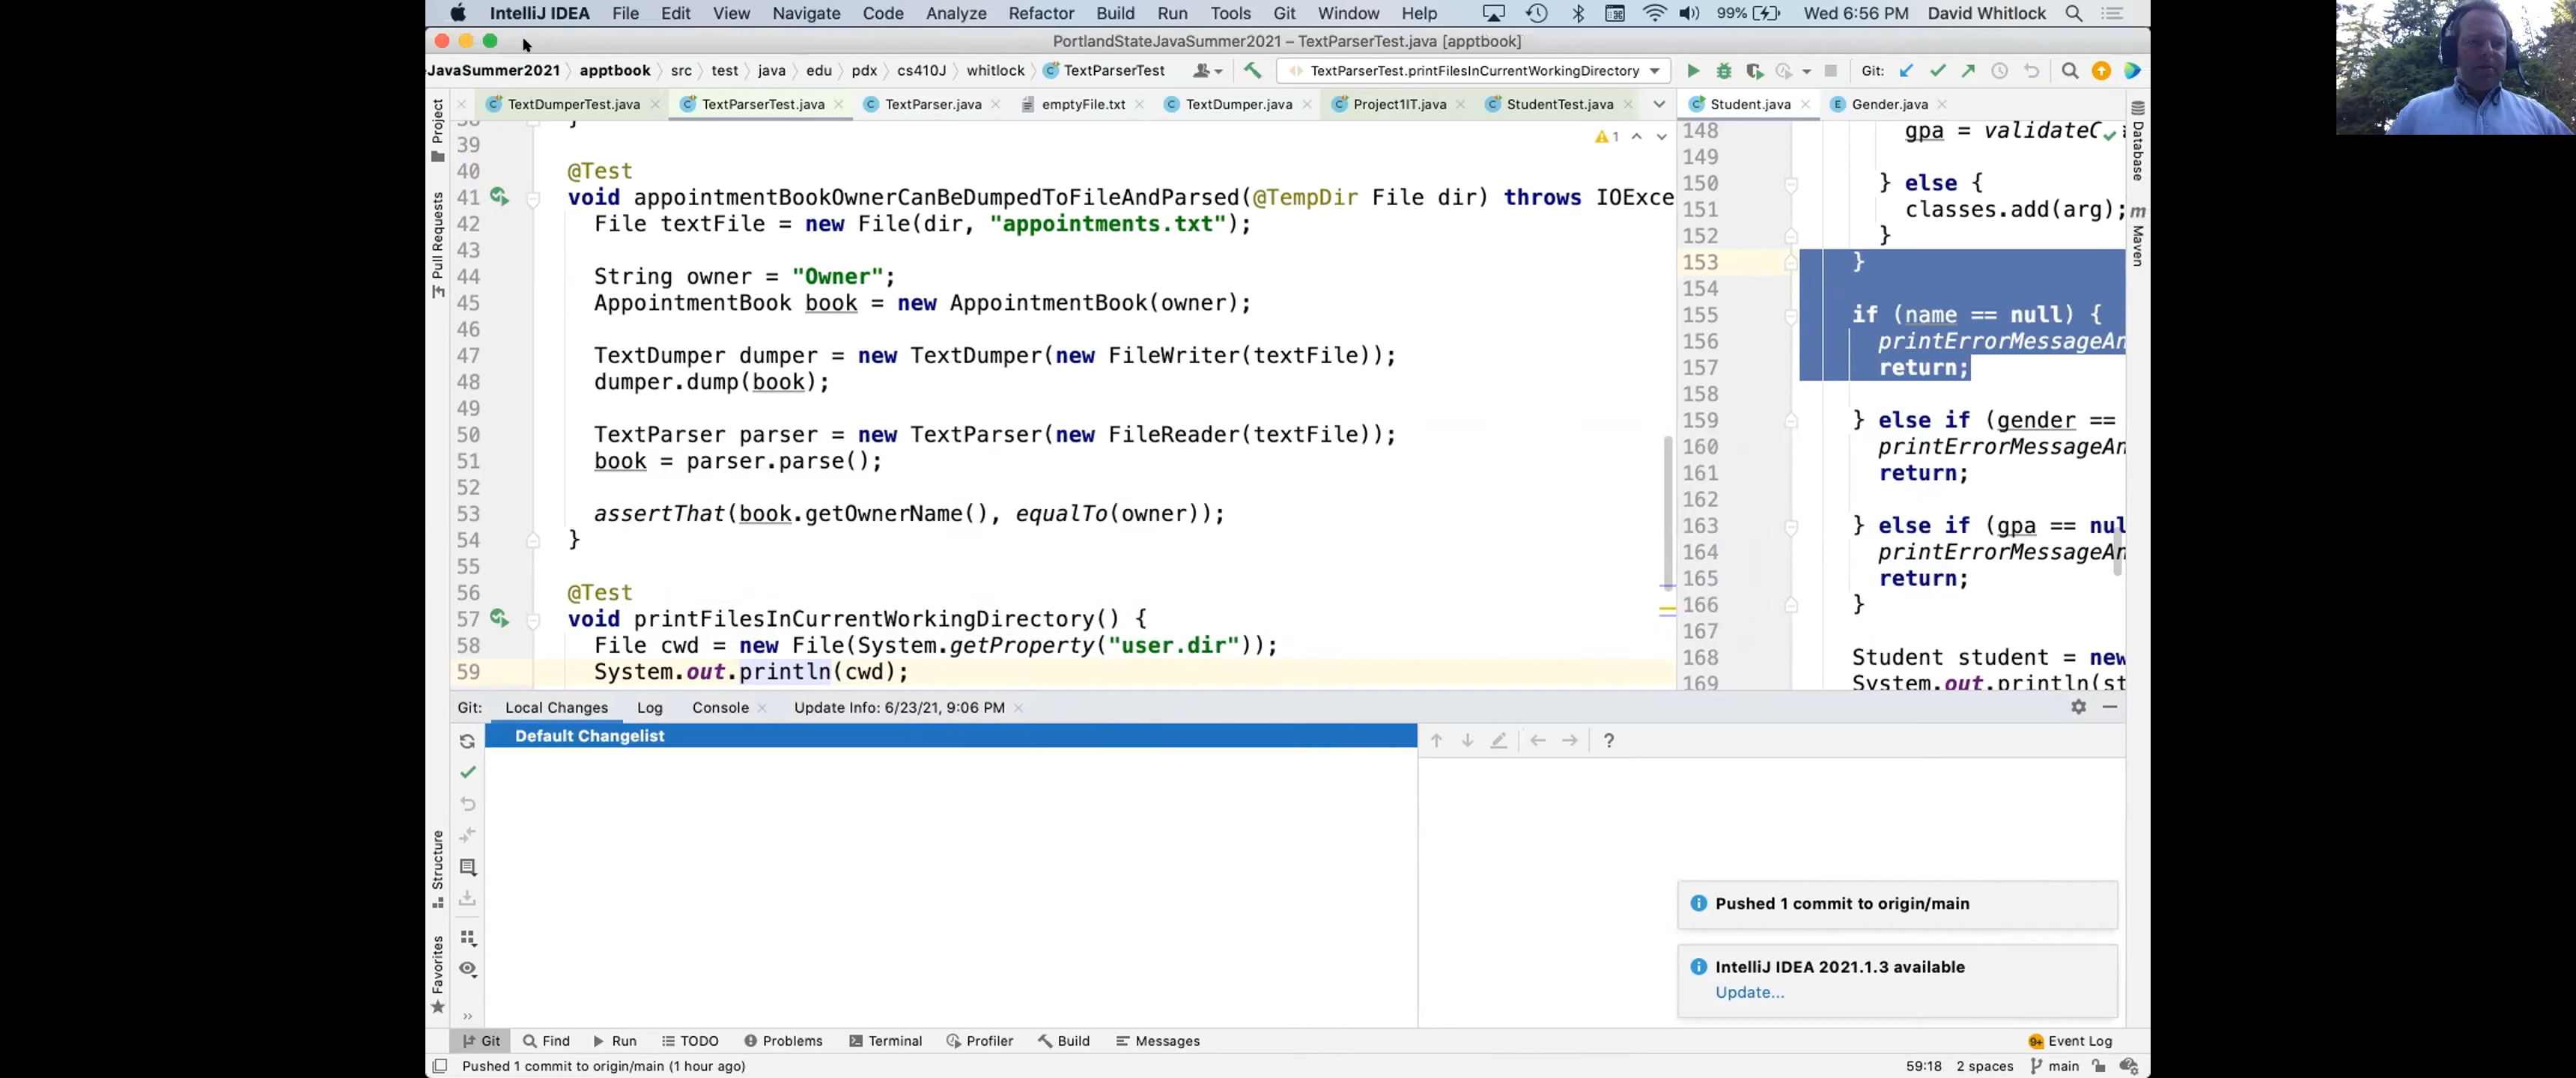 IntelliJ IDEA File Edit View Navigate Code Analyze Refactor Build Run Tools Git Window Help 99% Wed 6:56 PM David Whitlock
PortlandStateJavaSummer2021 – TextParserTest.java [apptbook]
JavaSummer2021 apptbook src test java edu pdx cs410J whitlock TextParserTest TextParserTest.printFilesInCurrentWorkingDirectory Git:
TextDumperTest.java TextParserTest.java TextParser.java emptyFile.txt TextDumper.java Project1IT.java StudentTest.java Student.java Gender.java
Project
Pull Requests
Structure
Favorites
1
39
40 @Test
41 void appointmentBookOwnerCanBeDumpedToFileAndParsed(@TempDir File dir) throws IOExce
42 File textFile = new File(dir, "appointments.txt");
43
44 String owner = "Owner";
45 AppointmentBook book = new AppointmentBook(owner);
46
47 TextDumper dumper = new TextDumper(new FileWriter(textFile));
48 dumper.dump(book);
49
50 TextParser parser = new TextParser(new FileReader(textFile));
51 book = parser.parse();
52
53 assertThat(book.getOwnerName(), equalTo(owner));
54 }
55
56 @Test
57 void printFilesInCurrentWorkingDirectory() {
58 File cwd = new File(System.getProperty("user.dir"));
59 System.out.println(cwd);
148 gpa = validateC
149
150 } else {
151 classes.add(arg);
152 }
153 }
154
155 if (name == null) {
156 printErrorMessageAn
157 return;
158
159 } else if (gender ==
160 printErrorMessageAn
161 return;
162
163 } else if (gpa == nul
164 printErrorMessageAn
165 return;
166 }
167
168 Student student = new
169 System.out.println(st
Database
Maven
Git: Local Changes Log Console Update Info: 6/23/21, 9:06 PM
Default Changelist
?
Pushed 1 commit to origin/main
IntelliJ IDEA 2021.1.3 available
Update...
Git Find Run TODO Problems Terminal Profiler Build Messages 9+ Event Log
Pushed 1 commit to origin/main (1 hour ago) 59:18 2 spaces main